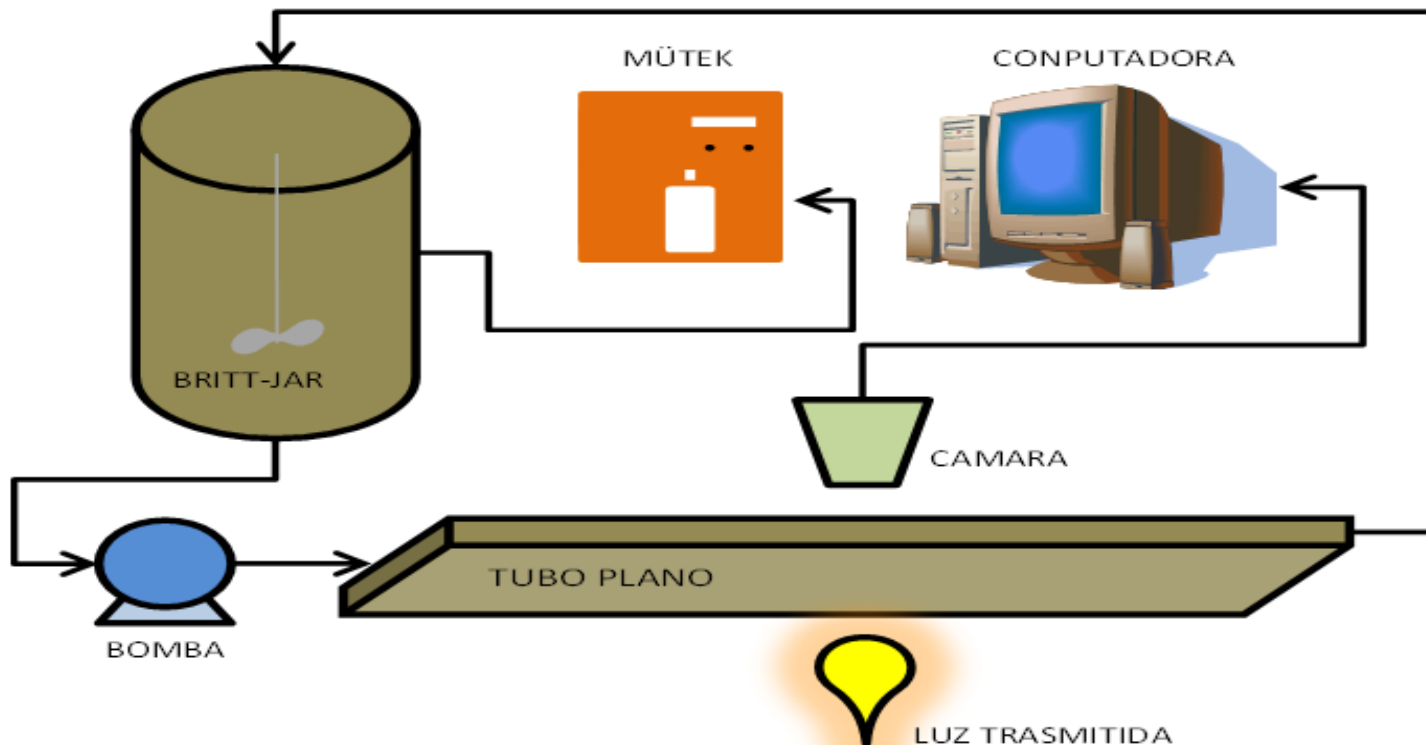 MÜTEK
CONPUTADORA
BRITT-JAR
CAMARA
TUBO PLANO
BOMBA
LUZ TRASMITIDA